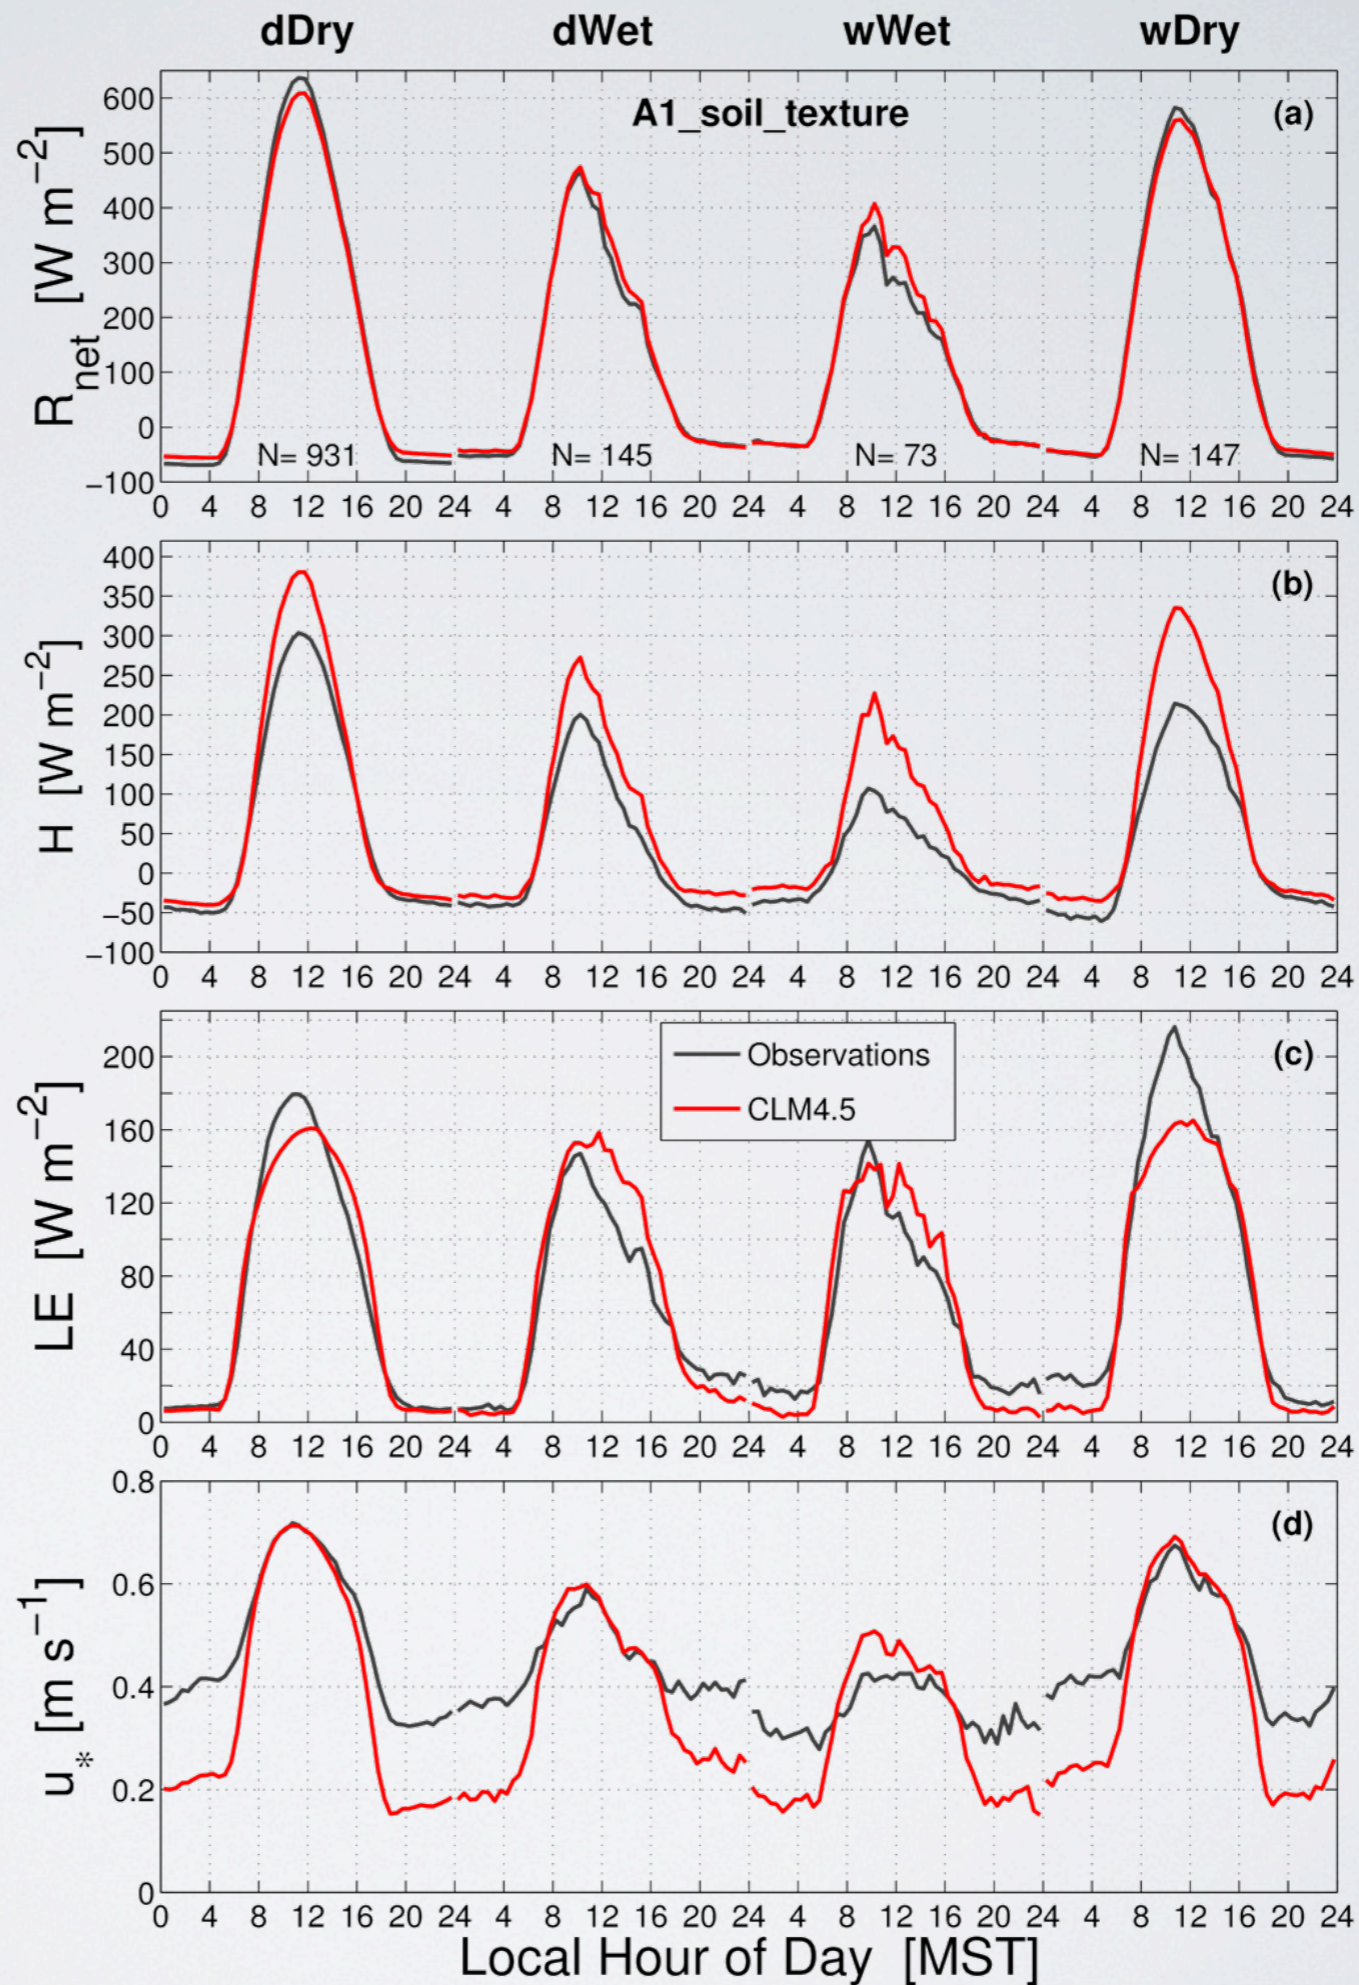 dDry dWet wWet wDry
A1_soil_texture (a)
R_net [W m^−2]
600
500
400
300
200
100
0
−100
N= 931 N= 145 N= 73 N= 147
0 4 8 12 16 20 24 4 8 12 16 20 24 4 8 12 16 20 24 4 8 12 16 20 24
(b)
H [W m^−2]
400
350
300
250
200
150
100
50
0
−50
−100
0 4 8 12 16 20 24 4 8 12 16 20 24 4 8 12 16 20 24 4 8 12 16 20 24
(c)
LE [W m^−2]
Observations
CLM4.5
200
160
120
80
40
0
0 4 8 12 16 20 24 4 8 12 16 20 24 4 8 12 16 20 24 4 8 12 16 20 24
(d)
u_* [m s^−1]
0.8
0.6
0.4
0.2
0
0 4 8 12 16 20 24 4 8 12 16 20 24 4 8 12 16 20 24 4 8 12 16 20 24
Local Hour of Day [MST]